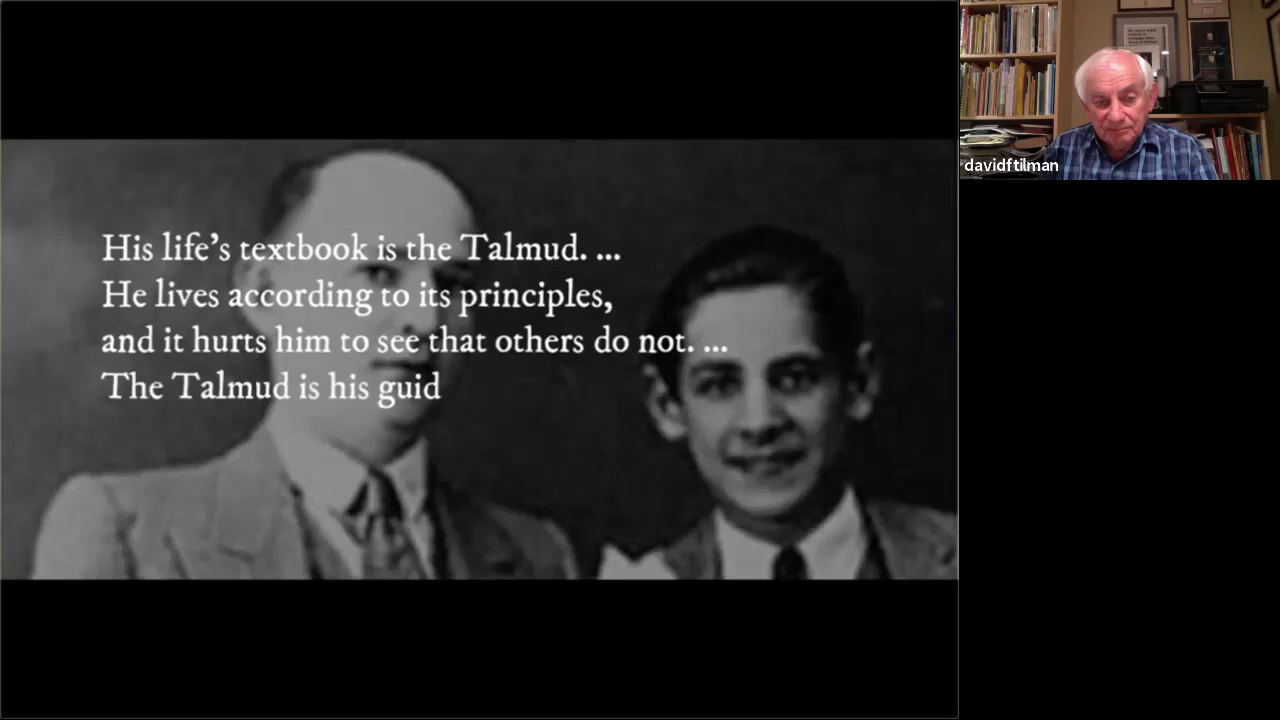 His life's textbook is the Talmud. ...
He lives according to its principles,
and it hurts him to see that others do not. ...
The Talmud is his guid
davidftilman